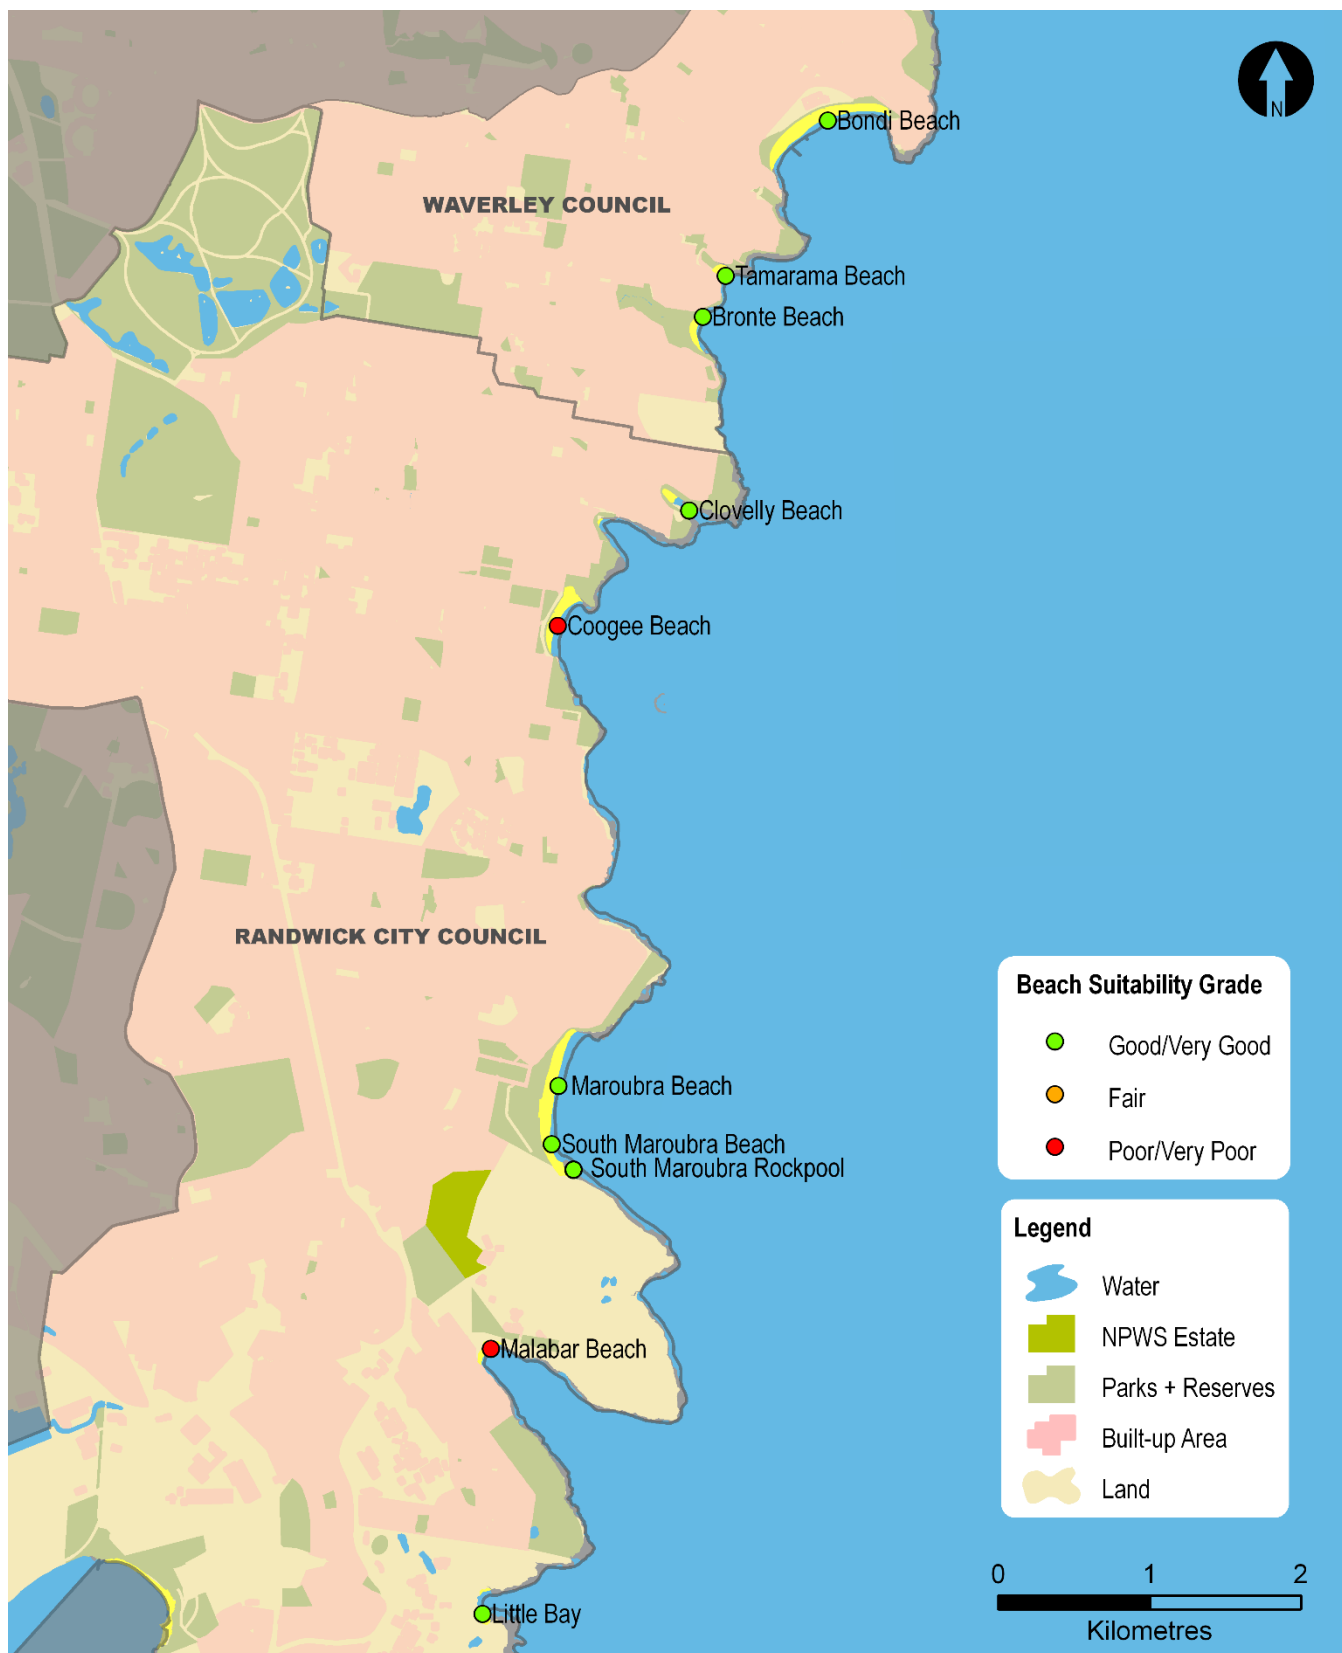 N
Bondi Beach
WAVERLEY COUNCIL
Tamarama Beach
Bronte Beach
Clovelly Beach
Coogee Beach
RANDWICK CITY COUNCIL
Maroubra Beach
South Maroubra Beach
South Maroubra Rockpool
Malabar Beach
Little Bay
Beach Suitability Grade
Good/Very Good
Fair
Poor/Very Poor
Legend
Water
NPWS Estate
Parks + Reserves
Built-up Area
Land
0 1 2
Kilometres